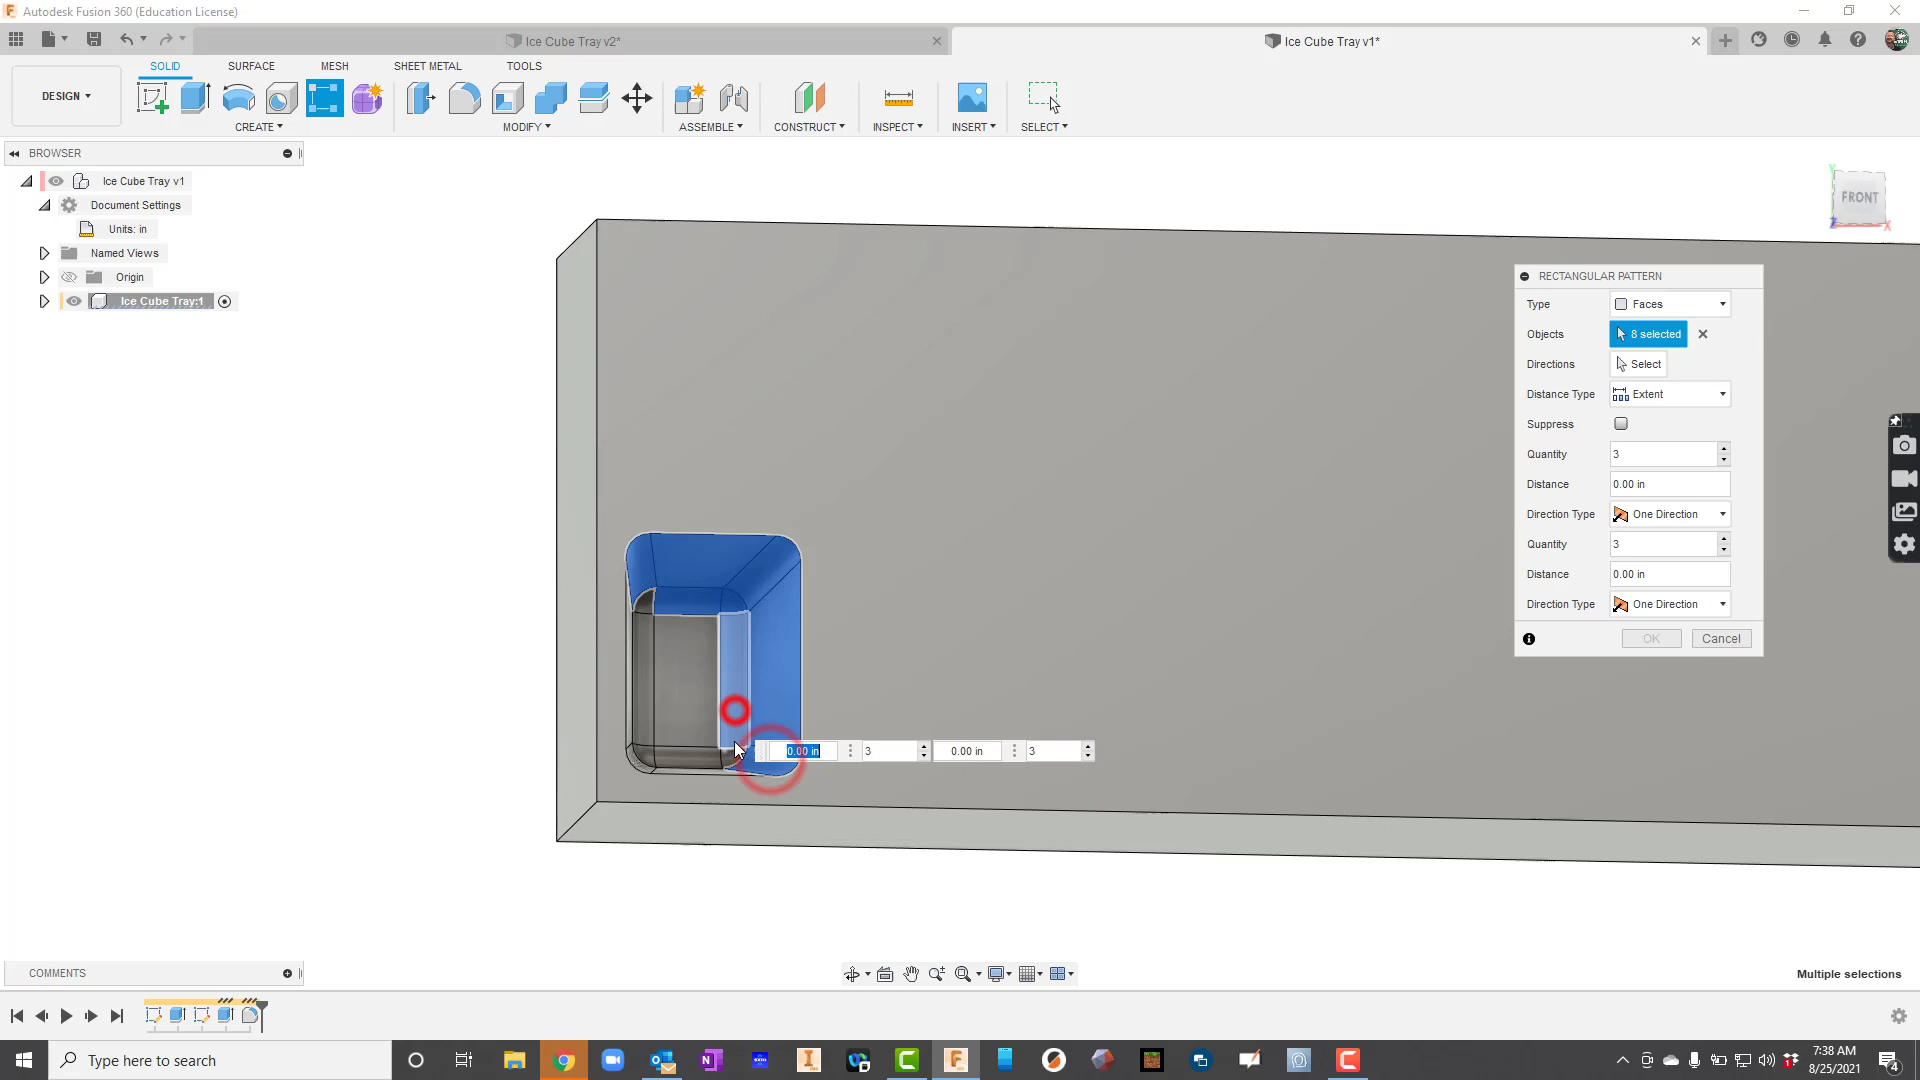 Autodesk Fusion 360 (Education License)
Ice Cube Tray v2*
Ice Cube Tray v1*
SOLID
SURFACE
MESH
SHEET METAL
TOOLS
DESIGN
CREATE
MODIFY
ASSEMBLE
CONSTRUCT
INSPECT
INSERT
SELECT
BROWSER
Ice Cube Tray v1
Document Settings
Units: in
Named Views
Origin
Ice Cube Tray:1
FRONT
Y
X
Z
RECTANGULAR PATTERN
Type Faces
Objects 8 selected
Directions Select
Distance Type Extent
Suppress
Quantity 3
Distance 0.00 in
Direction Type One Direction
Quantity 3
Distance 0.00 in
Direction Type One Direction
OK Cancel
0.00 in 3 0.00 in 3
COMMENTS
Multiple selections
Type here to search
7:38 AM
8/25/2021
4